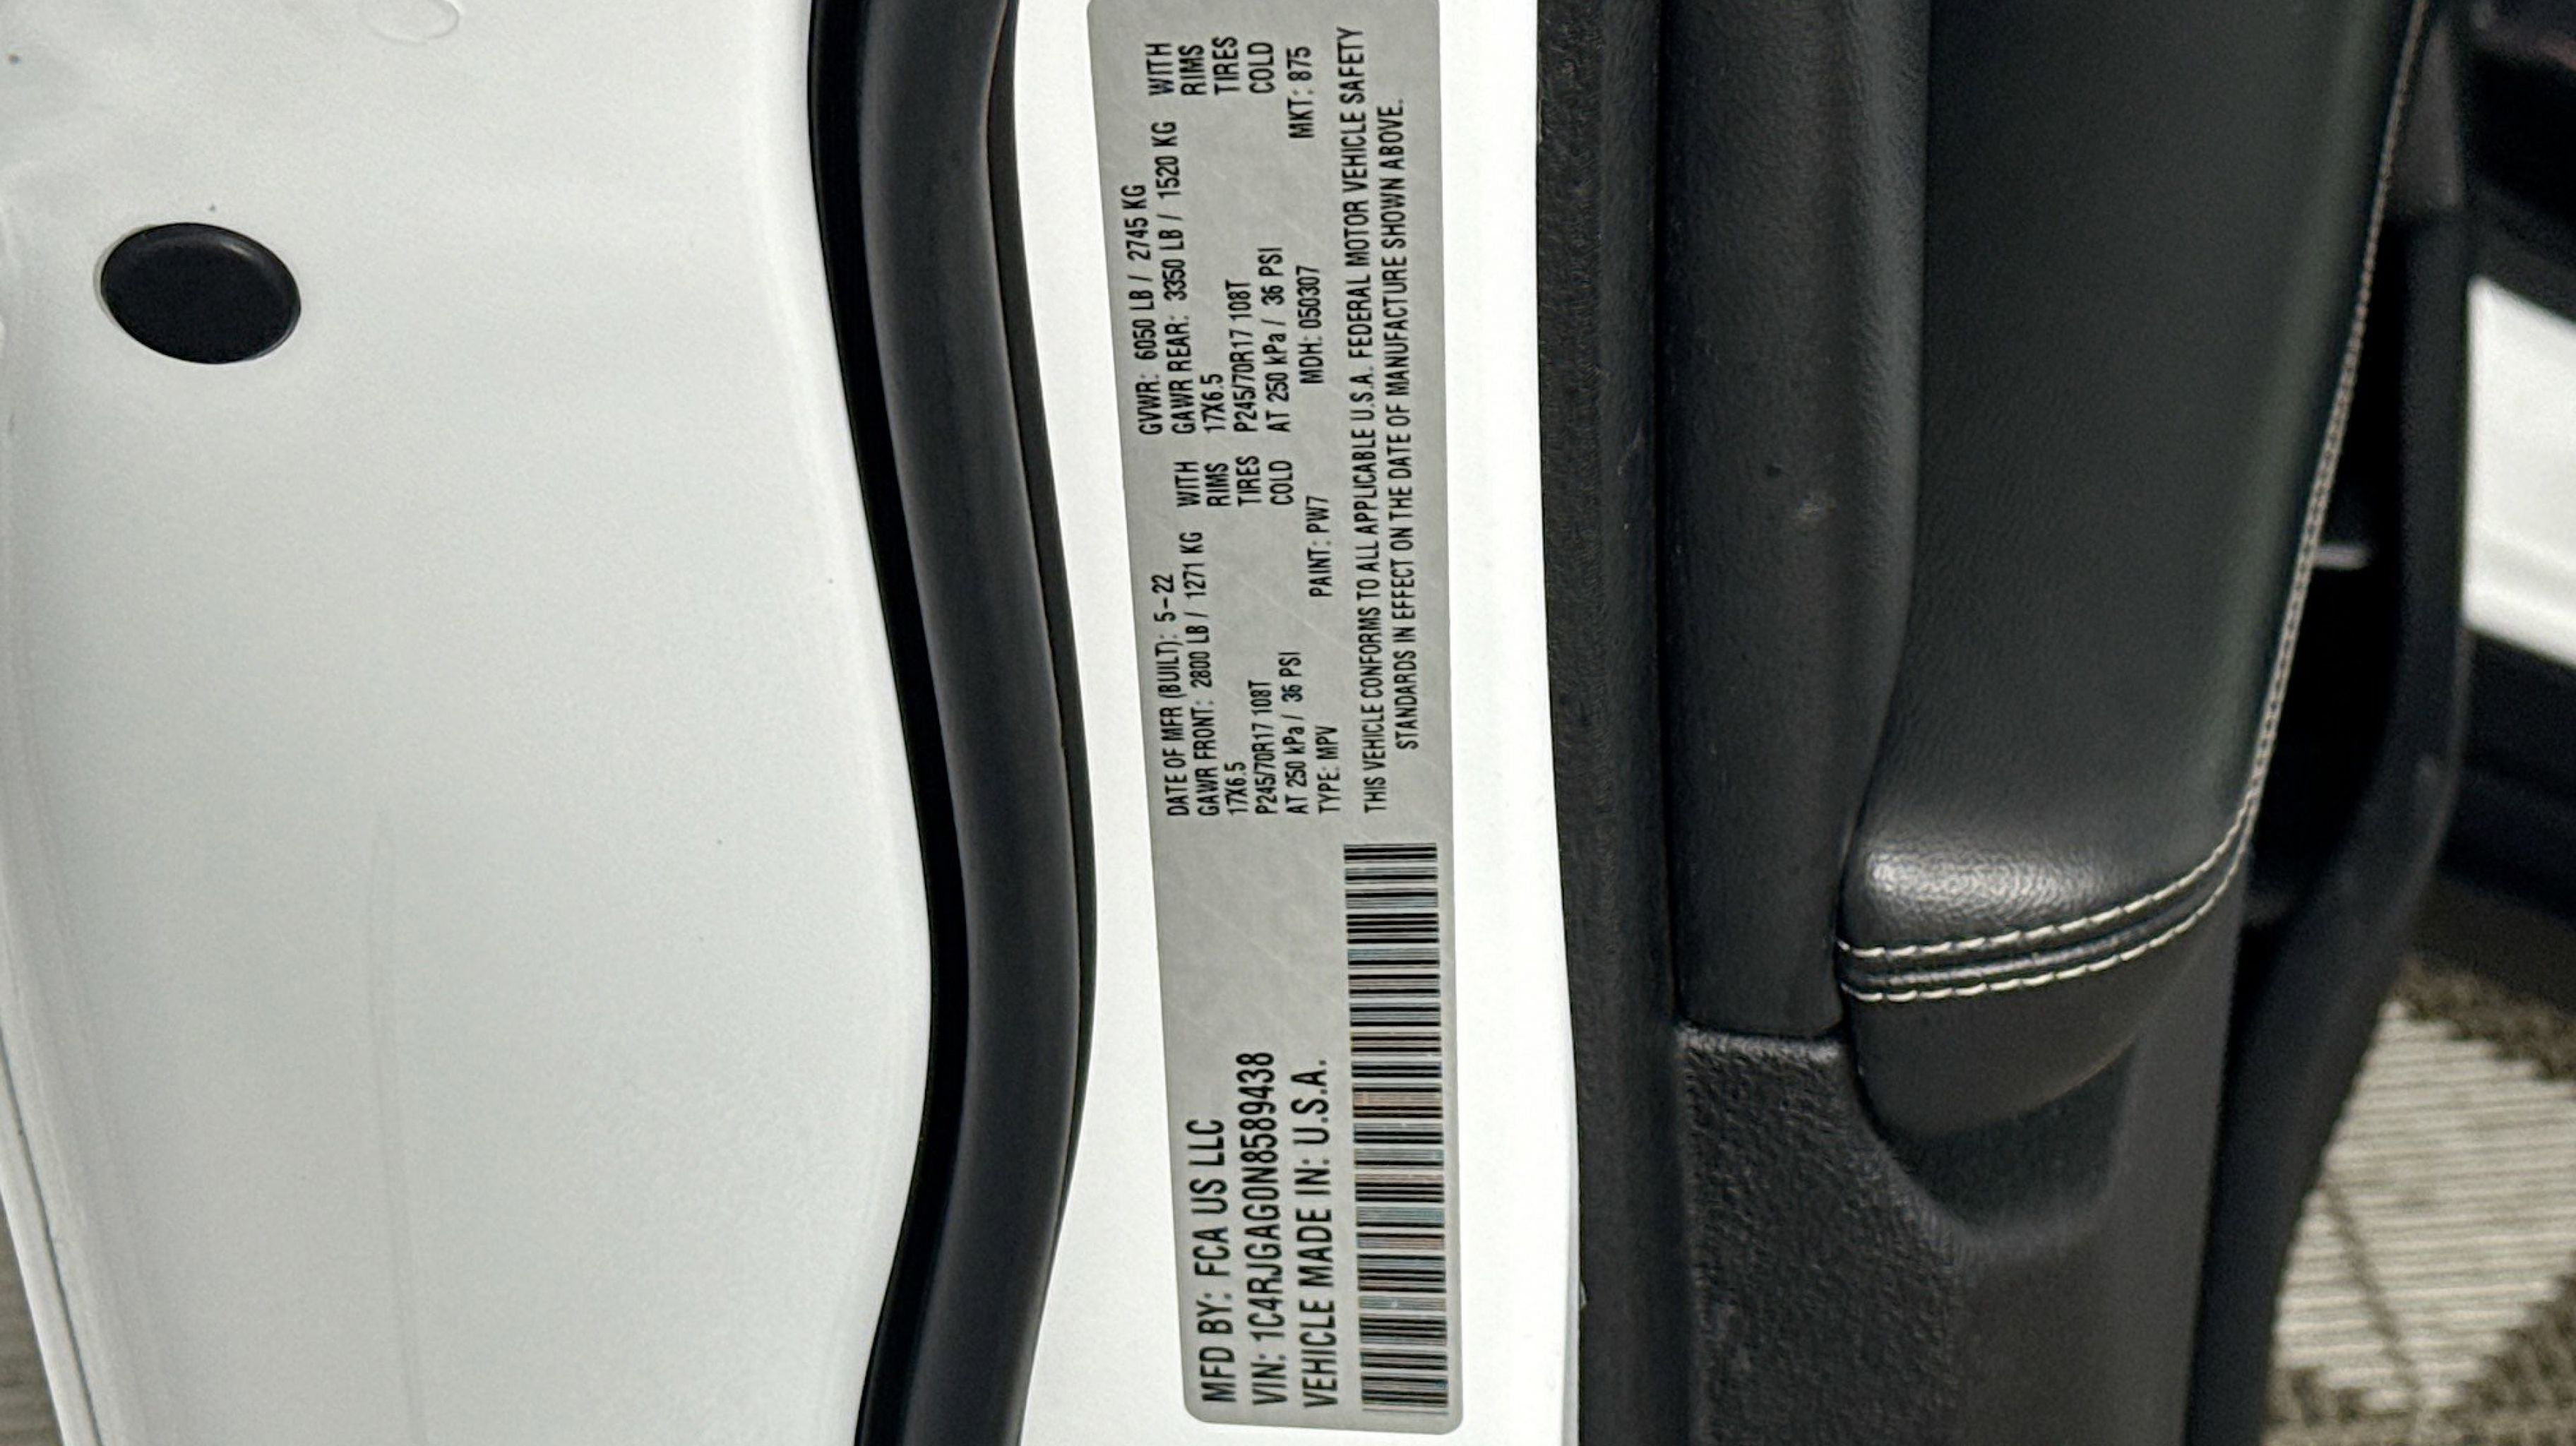 MFD BY: FCA US LLC
VIN: 1C4RJGAG0N8589438
VEHICLE MADE IN: U.S.A.
DATE OF MFR (BUILT): 5-22 GVWR: 6050 LB / 2745 KG
GAWR FRONT: 2800 LB / 1271 KG WITH GAWR REAR: 3350 LB / 1520 KG WITH
17X6.5 RIMS 17X6.5 RIMS
P245/70R17 108T TIRES P245/70R17 108T TIRES
AT 250 kPa / 36 PSI COLD AT 250 kPa / 36 PSI COLD
TYPE: MPV PAINT: PW7 MDH: 050307 MKT: 875
THIS VEHICLE CONFORMS TO ALL APPLICABLE U.S.A. FEDERAL MOTOR VEHICLE SAFETY
STANDARDS IN EFFECT ON THE DATE OF MANUFACTURE SHOWN ABOVE.